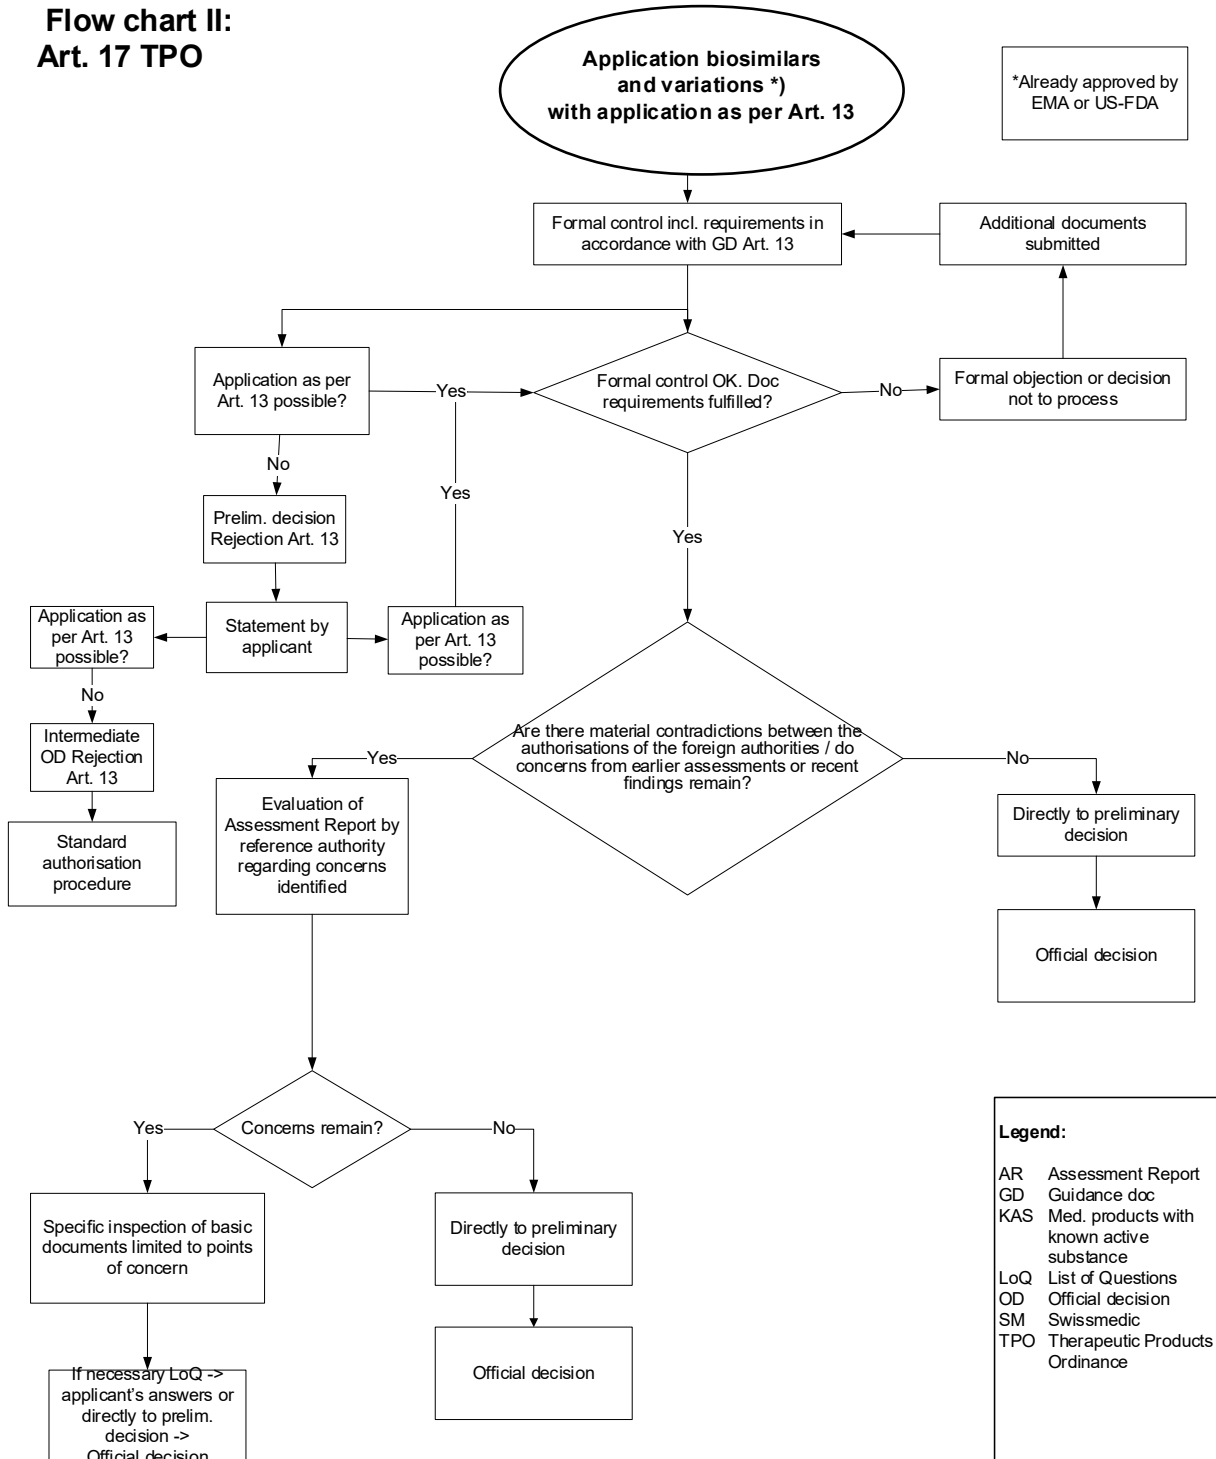 Flow chart II:
Art. 17 TPO
Application biosimilars
and variations *)
with application as per Art. 13
*Already approved by
EMA or US-FDA
Formal control incl. requirements in
accordance with GD Art. 13
Additional documents
submitted
Application as per
Art. 13 possible?
Yes
Formal control OK. Doc
requirements fulfilled?
No
Formal objection or decision
not to process
No
Yes
Prelim. decision
Rejection Art. 13
Yes
Application as
per Art. 13
possible?
Statement by
applicant
Application as
per Art. 13
possible?
No
Intermediate
OD Rejection
Art. 13
Standard
authorisation
procedure
Are there material contradictions between the
authorisations of the foreign authorities / do
concerns from earlier assessments or recent
findings remain?
Yes
No
Evaluation of
Assessment Report by
reference authority
regarding concerns
identified
Directly to preliminary
decision
Official decision
Concerns remain?
Yes
No
Specific inspection of basic
documents limited to points
of concern
Directly to preliminary
decision
If necessary LoQ ->
applicant's answers or
directly to prelim.
decision ->
Official decision
Official decision
Legend:
AR Assessment Report
GD Guidance doc
KAS Med. products with
known active
substance
LoQ List of Questions
OD Official decision
SM Swissmedic
TPO Therapeutic Products
Ordinance